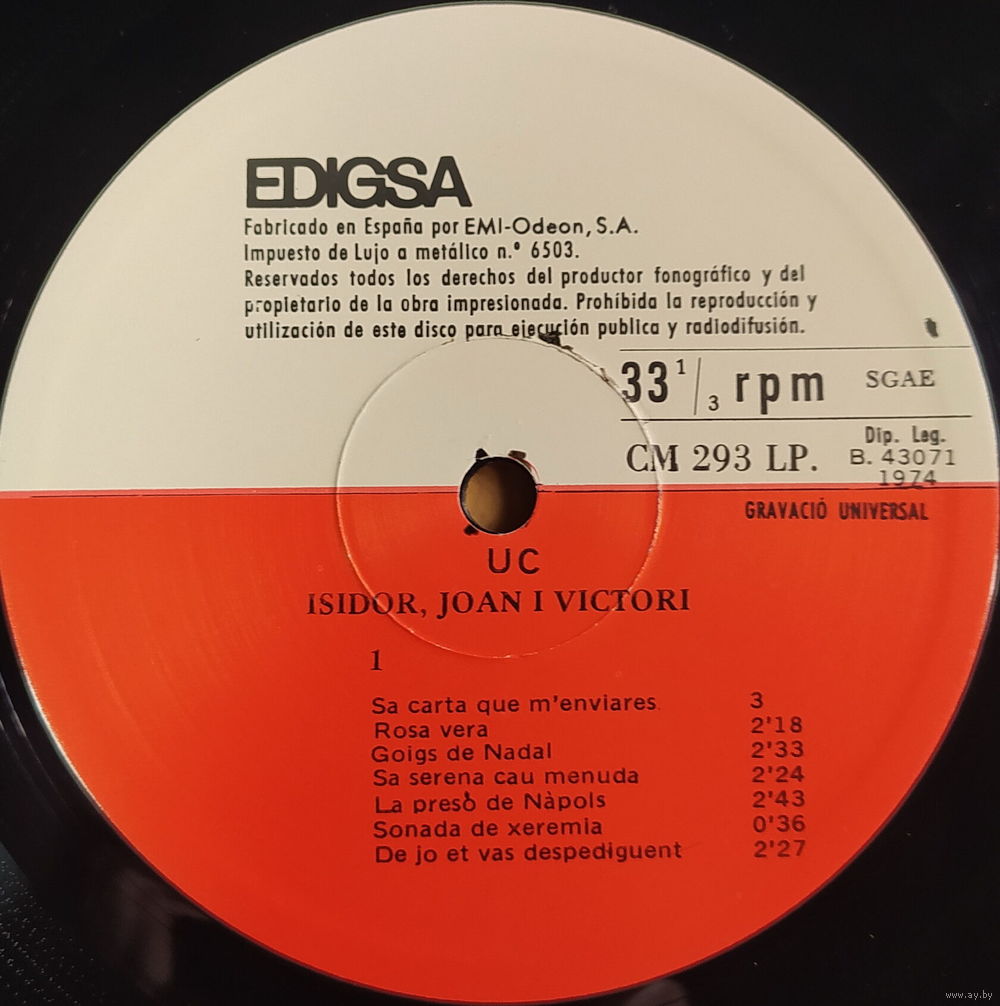 EDIGSA
Fabricado en España por EMI-Odeon, S.A.
Impuesto de Lujo a metálico n.º 6503.
Reservados todos los derechos del productor fonográfico y del
propietario de la obra impresionada. Prohibida la reproducción y
utilización de este disco para ejecución publica y radiodifusión.
33 1/3 rpm SGAE
CM 293 LP.
Dip. Leg.
B. 43071
1974
GRAVACIÓ UNIVERSAL
UC
ISIDOR, JOAN I VICTORI
1
Sa carta que m'enviares 3
Rosa vera 2'18
Goigs de Nadal 2'33
Sa serena cau menuda 2'24
La presò de Nàpols 2'43
Sonada de xeremia 0'36
De jo et vas despediguent 2'27
www.ay.by